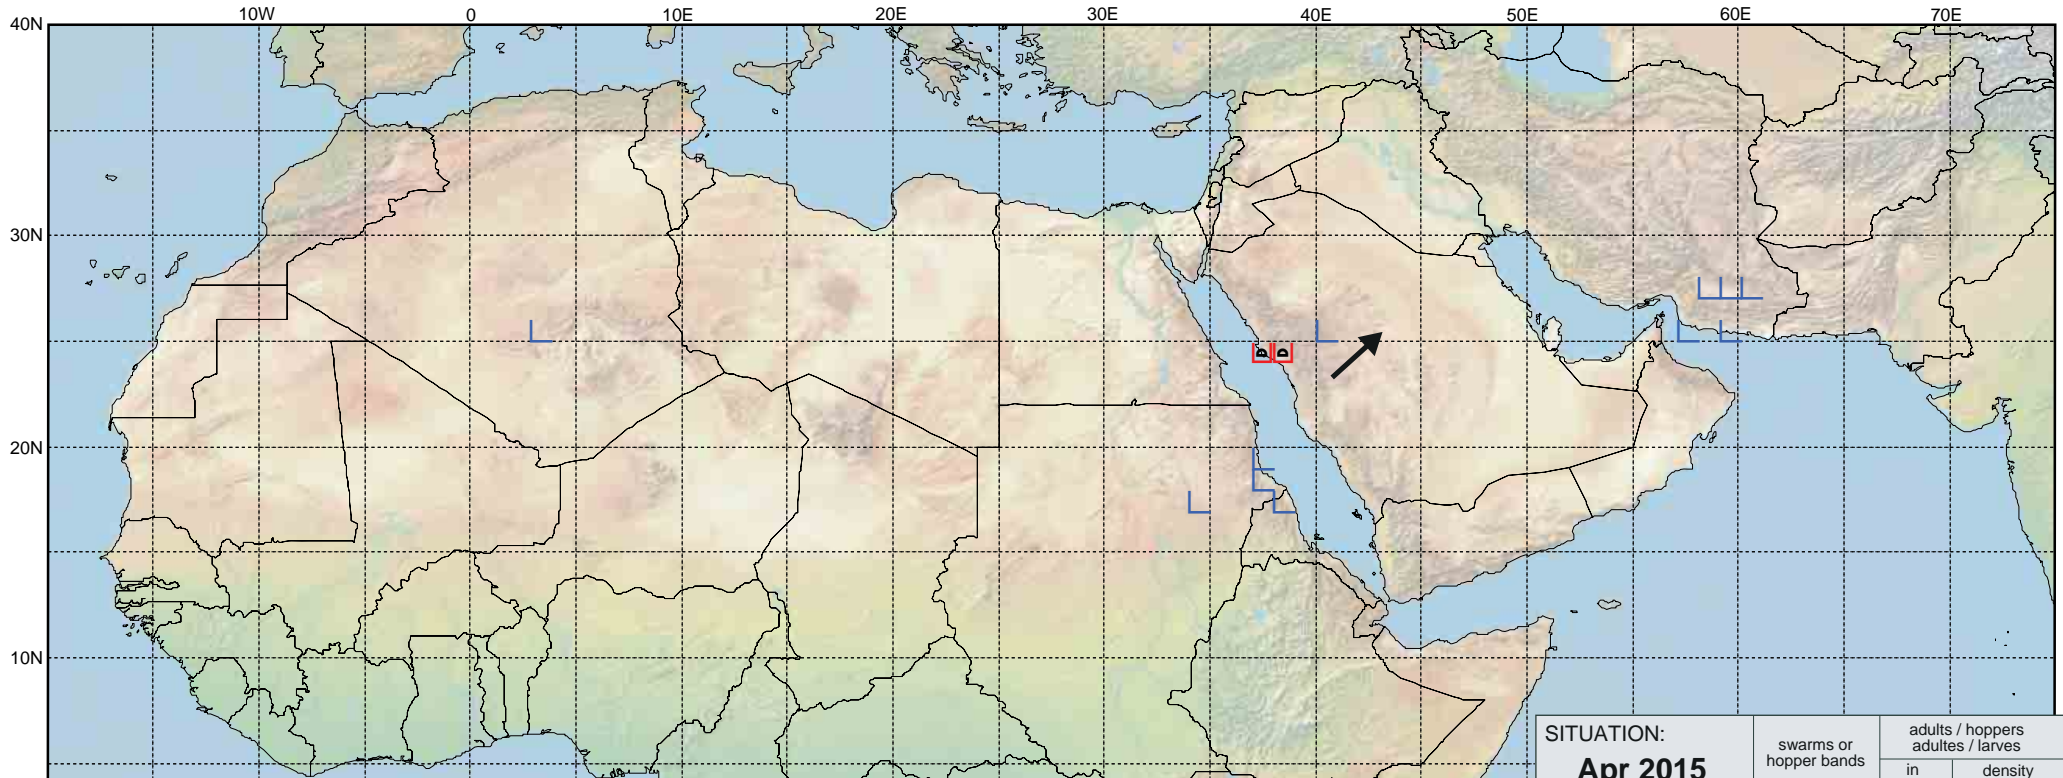 10W 0 10E 20E 30E 40E 50E 60E 70E
40N
30N
D D
20N
10N
SITUATION:
Apr 2015
swarms or
hopper bands
adults / hoppers
adultes / larves
in
density